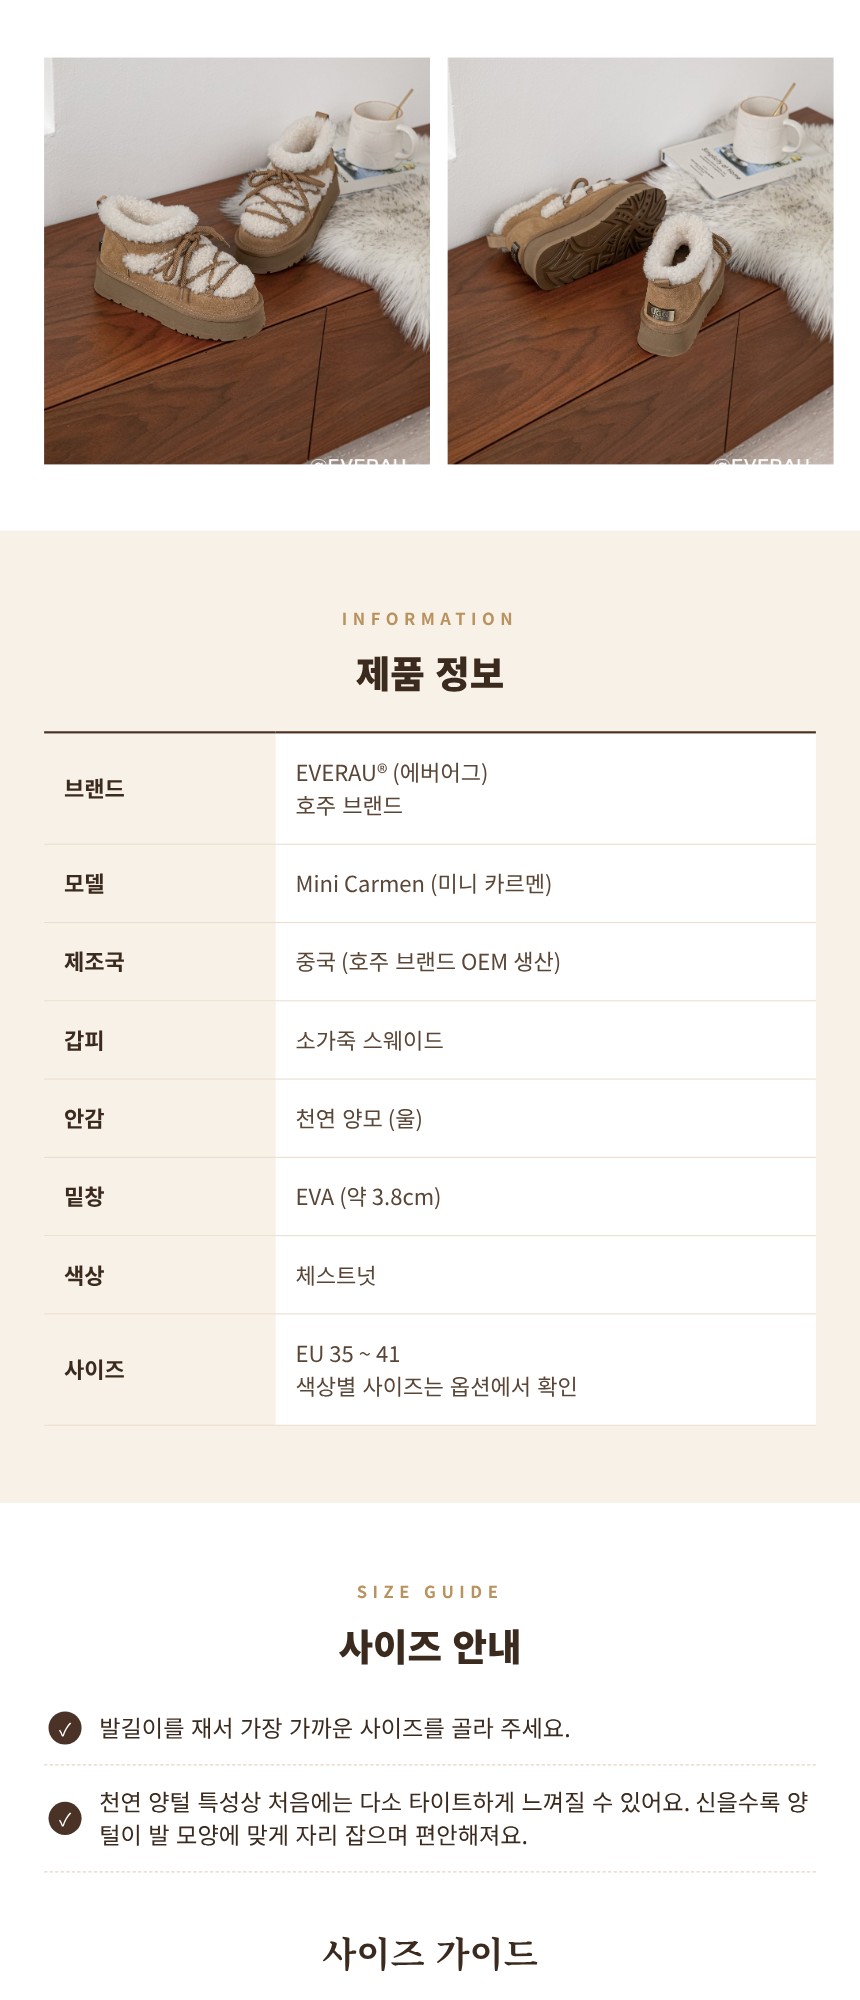 Simplicity at Home
@EVERAU
@EVERAU
INFORMATION
제품 정보
브랜드
EVERAU® (에버어그)
호주 브랜드
모델
Mini Carmen (미니 카르멘)
제조국
중국 (호주 브랜드 OEM 생산)
갑피
소가죽 스웨이드
안감
천연 양모 (울)
밑창
EVA (약 3.8cm)
색상
체스트넛
사이즈
EU 35 ~ 41
색상별 사이즈는 옵션에서 확인
SIZE GUIDE
사이즈 안내
✓ 발길이를 재서 가장 가까운 사이즈를 골라 주세요.
✓ 천연 양털 특성상 처음에는 다소 타이트하게 느껴질 수 있어요. 신을수록 양
털이 발 모양에 맞게 자리 잡으며 편안해져요.
사이즈 가이드